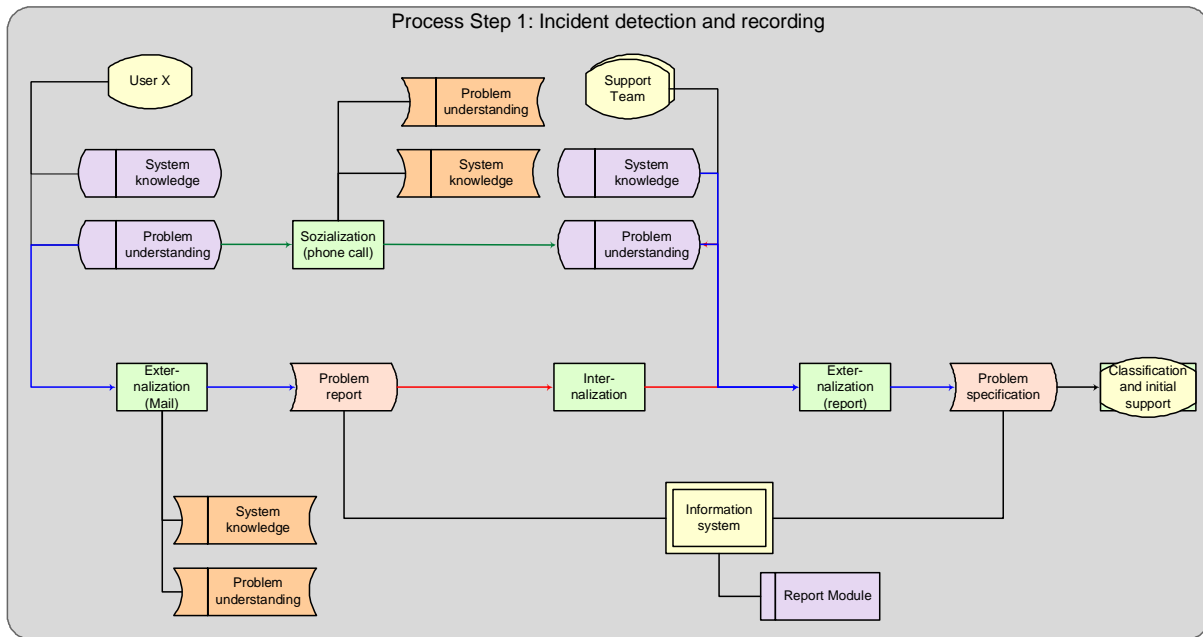 Process Step 1: Incident detection and recording
User X
Problem
understanding
Support
Team
System
knowledge
System
knowledge
System
knowledge
Problem
understanding
Sozialization
(phone call)
Problem
understanding
Exter-
nalization
(Mail)
Problem
report
Inter-
nalization
Exter-
nalization
(report)
Problem
specification
Classification
and initial
support
System
knowledge
Information
system
Problem
understanding
Report Module